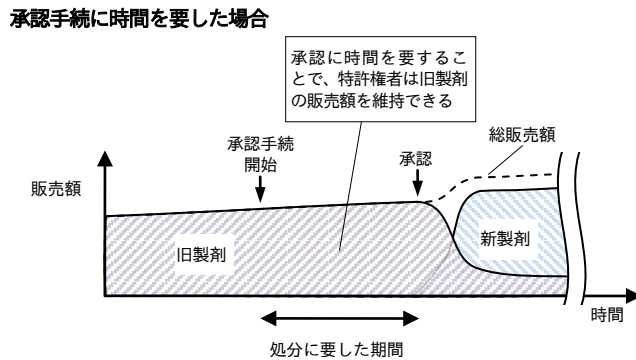 承認手続に時間を要した場合
承認に時間を要するこ
とで、特許権者は旧製剤
の販売額を維持できる
承認手続
開始
承認
総販売額
販売額
旧製剤
新製剤
時間
処分に要した期間